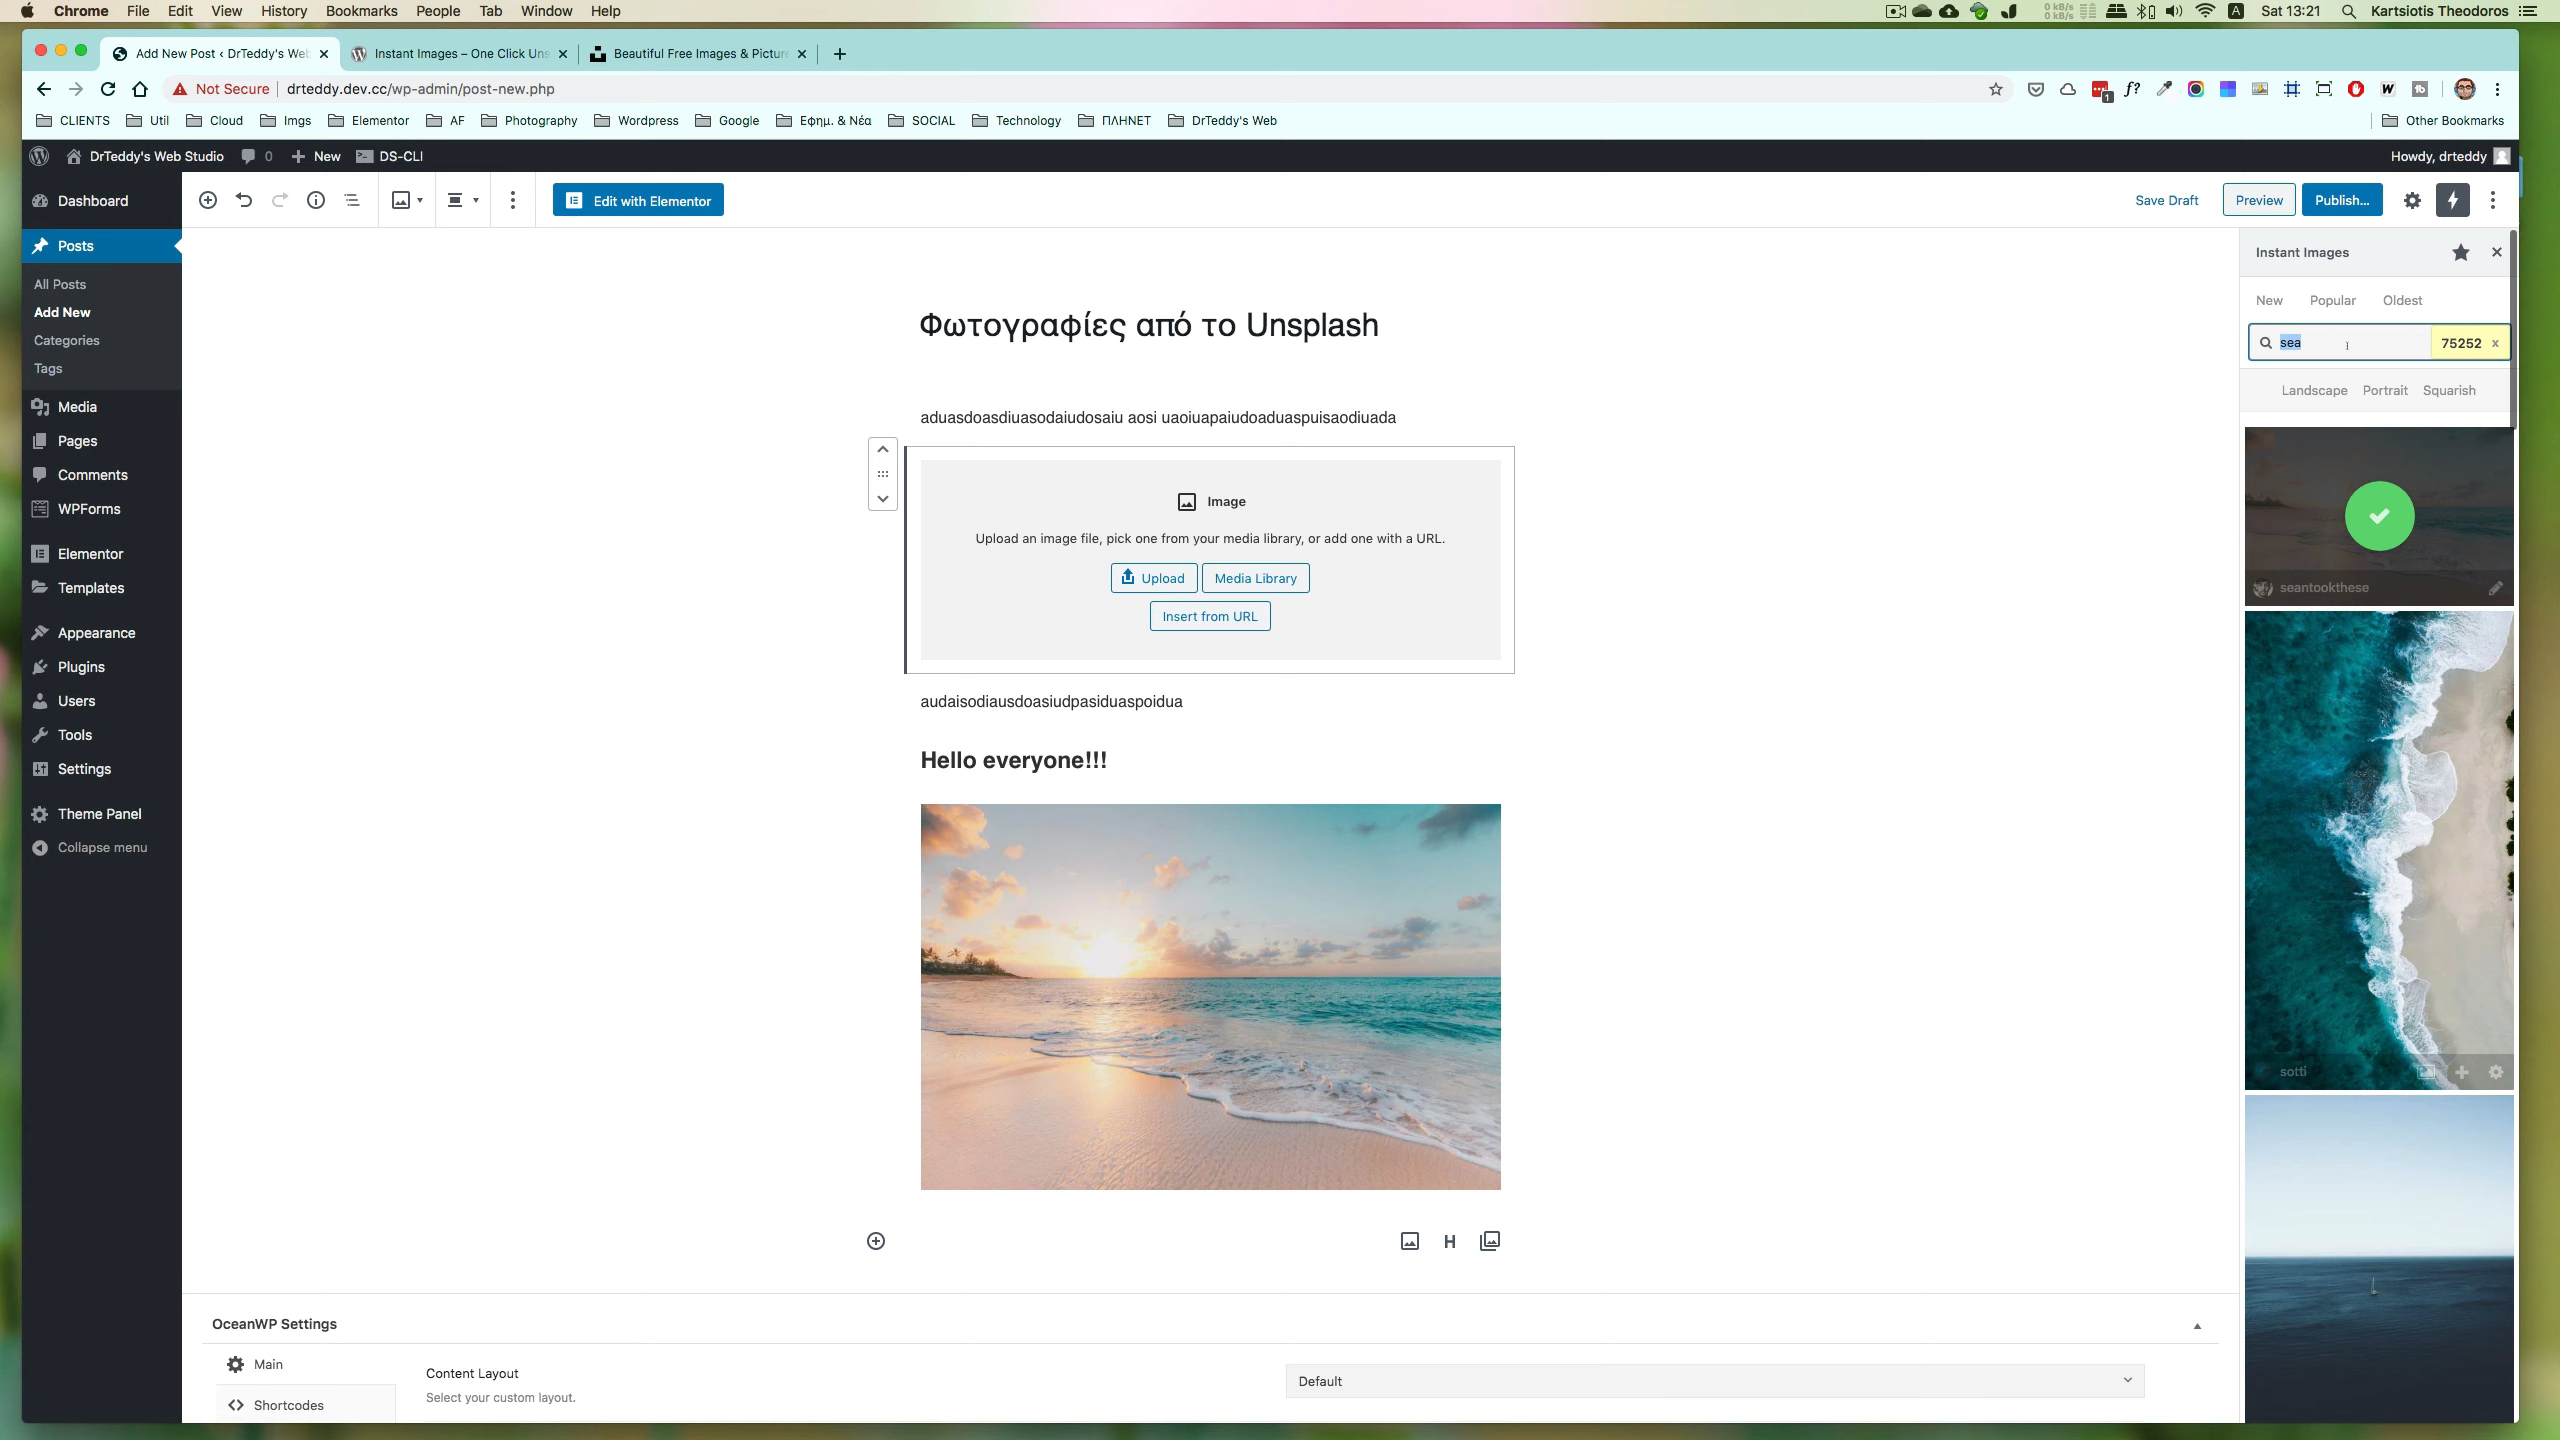 Chrome File Edit View History Bookmarks People Tab Window Help
0 kB/s
0 kB/s
A Sat 13:21 Kartsiotis Theodoros
Add New Post ‹ DrTeddy's We
Instant Images – One Click Uns
Beautiful Free Images & Pictur
Not Secure drteddy.dev.cc/wp-admin/post-new.php
1 f? W
CLIENTS Util Cloud Imgs Elementor AF Photography Wordpress Google Εφημ. & Νέα SOCIAL Technology ΠΛΗΝΕΤ DrTeddy's Web Other Bookmarks
DrTeddy's Web Studio 0 New DS-CLI Howdy, drteddy
Edit with Elementor Save Draft Preview Publish...
Dashboard
Posts
All Posts
Add New
Categories
Tags
Media
Pages
Comments
WPForms
Elementor
Templates
Appearance
Plugins
Users
Tools
Settings
Theme Panel
Collapse menu
Φωτογραφίες από το Unsplash
aduasdoasdiuasodaiudosaiu aosi uaoiuapaiudoaduaspuisaodiuada
Image
Upload an image file, pick one from your media library, or add one with a URL.
Upload Media Library
Insert from URL
audaisodiausdoasiudpasiduaspoidua
Hello everyone!!!
H
OceanWP Settings
Main
Shortcodes
Content Layout
Select your custom layout.
Default
Instant Images
New Popular Oldest
sea 75252 x
Landscape Portrait Squarish
seantookthese
sotti